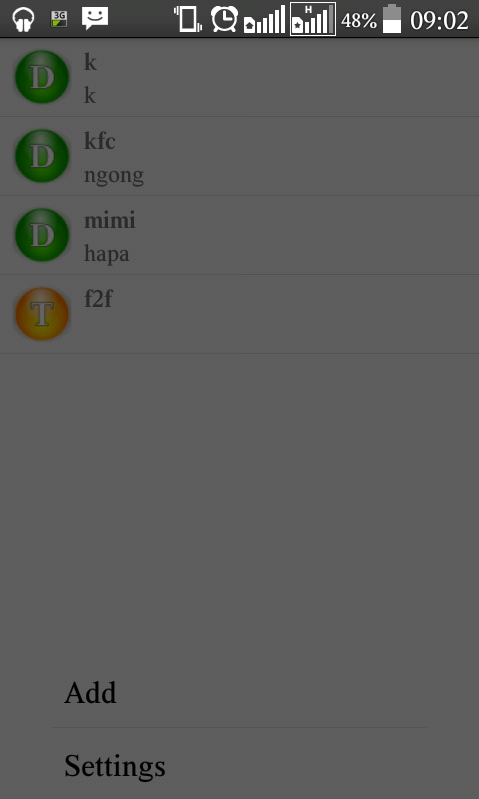 3G H 48% 09:02
D k
k
D kfc
ngong
D mimi
hapa
T f2f
Add
Settings